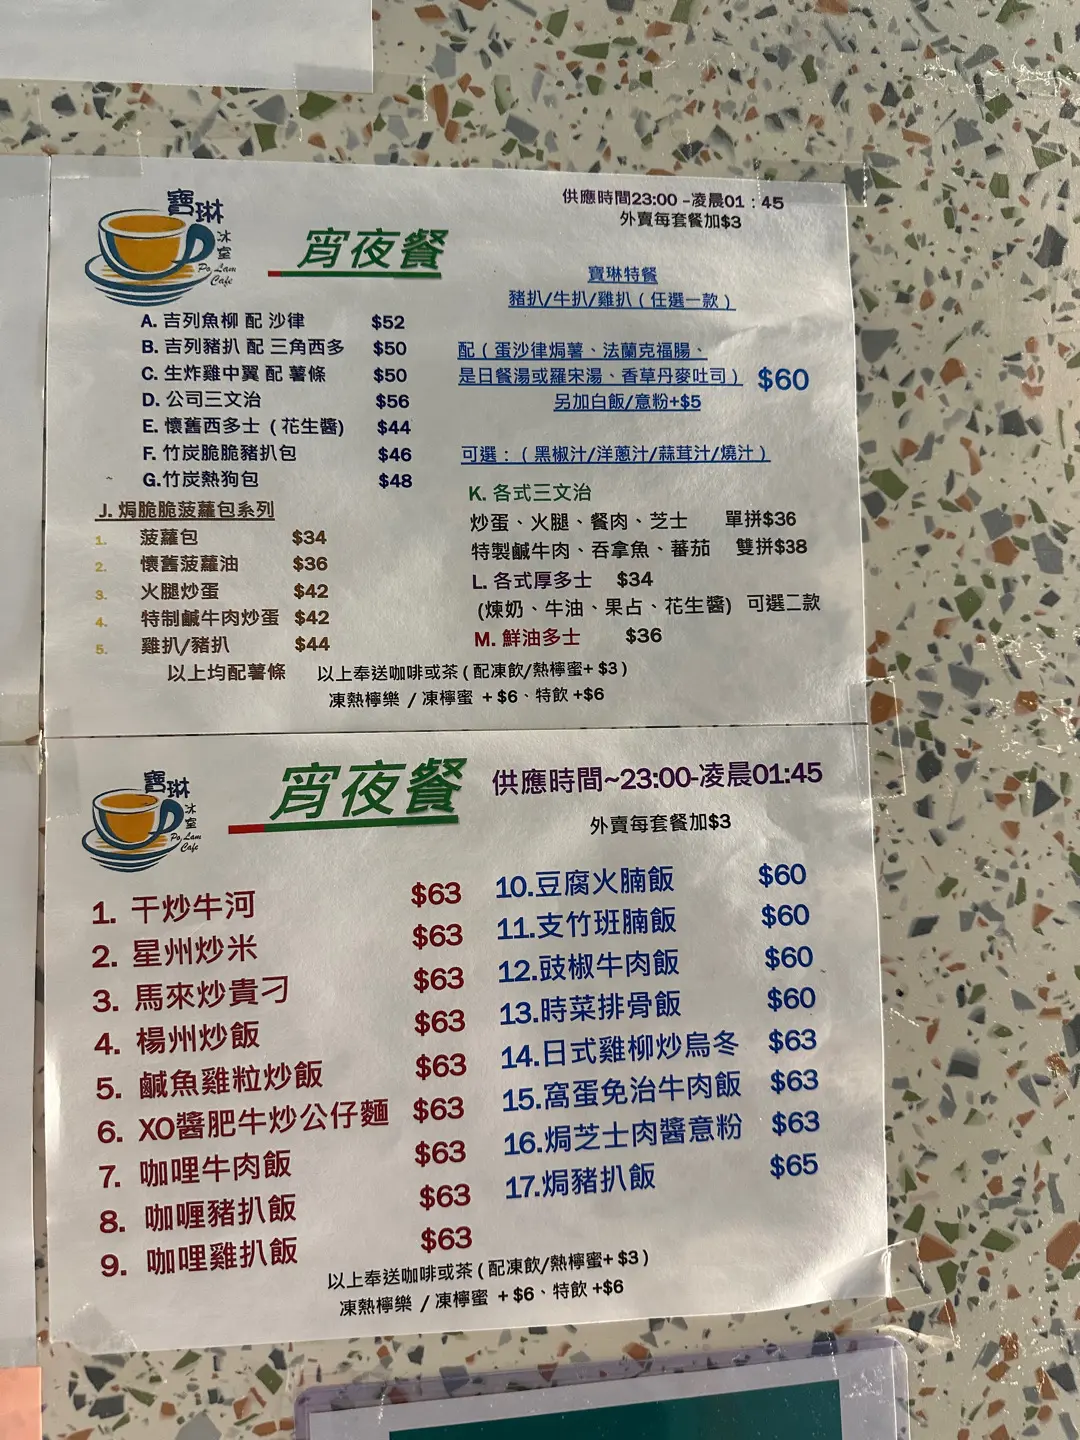 寶琳
冰室
Po Lam
Cafe
宵夜餐
供應時間23:00 -凌晨01：45
外賣每套餐加$3
A. 吉列魚柳 配 沙律 $52
B. 吉列豬扒 配 三角西多 $50
C. 生炸雞中翼 配 薯條 $50
D. 公司三文治 $56
E. 懷舊西多士 ( 花生醬) $44
F. 竹炭脆脆豬扒包 $46
G.竹炭熱狗包 $48
J. 焗脆脆菠蘿包系列
1. 菠蘿包 $34
2. 懷舊菠蘿油 $36
3. 火腿炒蛋 $42
4. 特制鹹牛肉炒蛋 $42
5. 雞扒/豬扒 $44
以上均配薯條
寶琳特餐
豬扒/牛扒/雞扒 ( 任選一款 )
配 ( 蛋沙律焗薯、法蘭克福腸、
是日餐湯或羅宋湯、香草丹麥吐司 ) $60
另加白飯/意粉+$5
可選：( 黑椒汁/洋蔥汁/蒜茸汁/燒汁 )
K. 各式三文治
炒蛋、火腿、餐肉、芝士 單拼$36
特製鹹牛肉、吞拿魚、蕃茄 雙拼$38
L. 各式厚多士 $34
(煉奶、牛油、果占、花生醬) 可選二款
M. 鮮油多士 $36
以上奉送咖啡或茶 ( 配凍飲/熱檸蜜+ $3 )
凍熱檸樂 / 凍檸蜜 + $6、特飲 +$6
寶琳
冰室
Po Lam
Cafe
宵夜餐
供應時間~23:00-凌晨01:45
外賣每套餐加$3
1. 干炒牛河 $63
2. 星州炒米 $63
3. 馬來炒貴刁 $63
4. 楊州炒飯 $63
5. 鹹魚雞粒炒飯 $63
6. XO醬肥牛炒公仔麵 $63
7. 咖哩牛肉飯 $63
8. 咖喱豬扒飯 $63
9. 咖哩雞扒飯 $63
10.豆腐火腩飯 $60
11.支竹班腩飯 $60
12.豉椒牛肉飯 $60
13.時菜排骨飯 $60
14.日式雞柳炒烏冬 $63
15.窩蛋免治牛肉飯 $63
16.焗芝士肉醬意粉 $63
17.焗豬扒飯 $65
以上奉送咖啡或茶 ( 配凍飲/熱檸蜜+ $3 )
凍熱檸樂 / 凍檸蜜 + $6、特飲 +$6